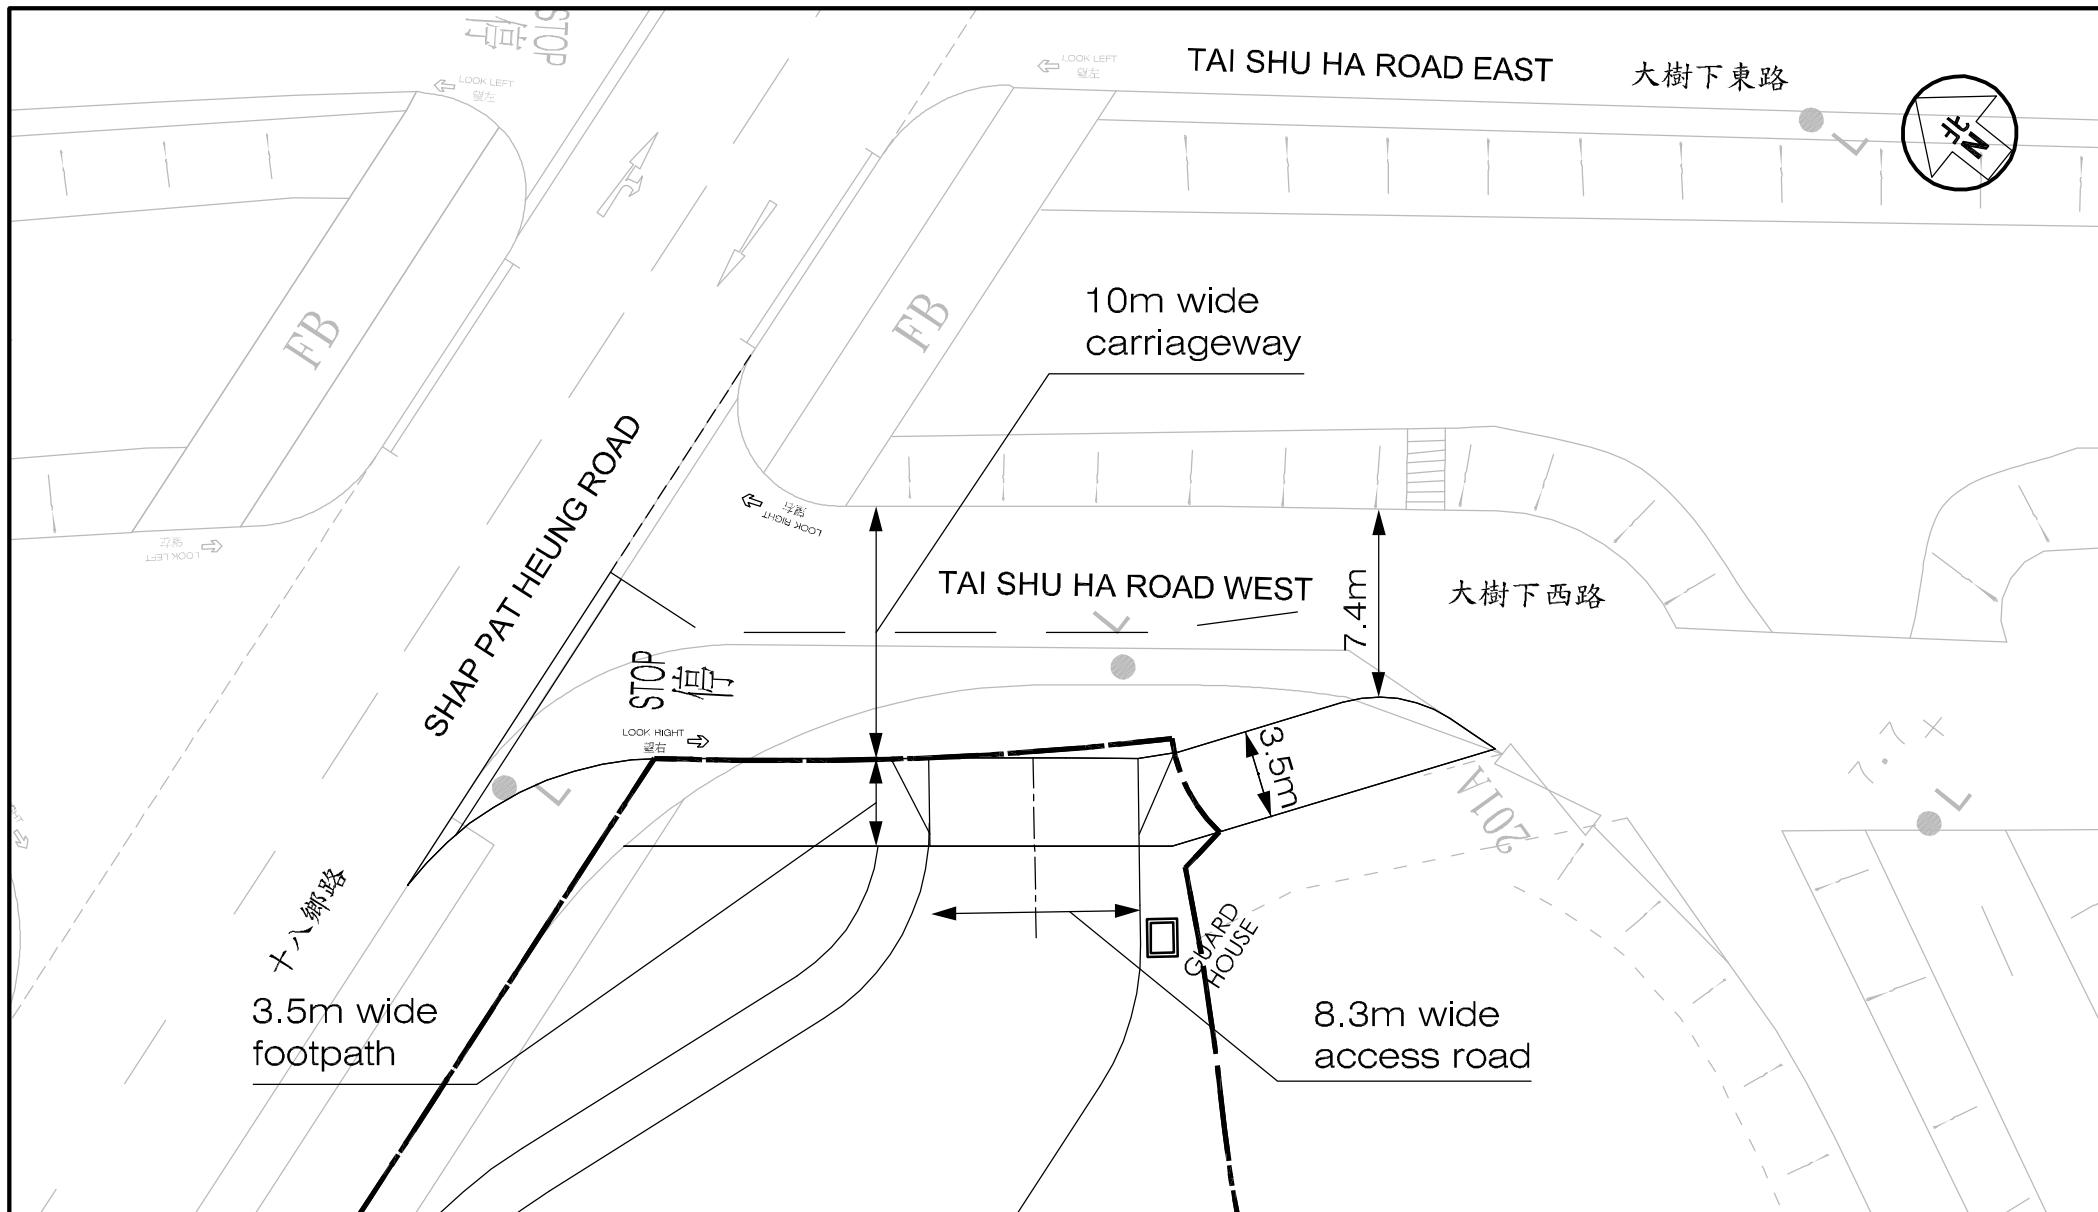 停
STOP
LOOK LEFT
望左
LOOK LEFT
望左
TAI SHU HA ROAD EAST
大樹下東路
L
北
N
FB
FB
10m wide
carriageway
SHAP PAT HEUNG ROAD
LOOK RIGHT
望右
LOOK LEFT
望左
TAI SHU HA ROAD WEST
大樹下西路
7.4m
L
STOP
停
LOOK RIGHT
望右
3.5m
L
201A
7.7
L
十八鄉路
GUARD
HOUSE
3.5m wide
footpath
8.3m wide
access road